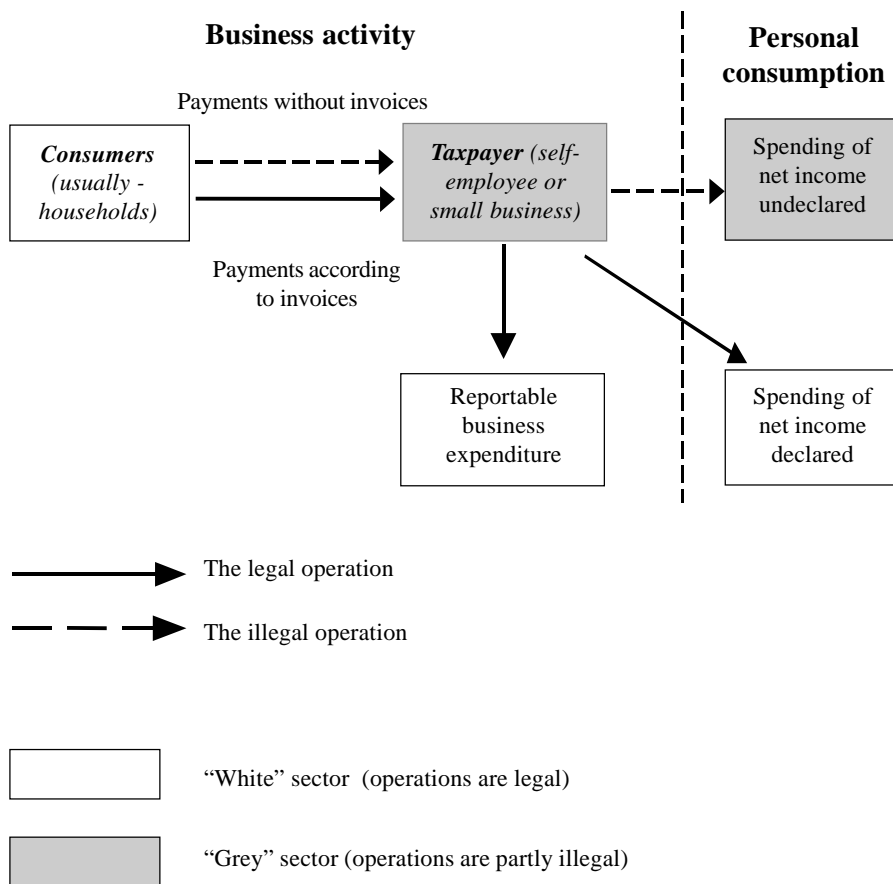 Business activity
Personal
consumption
Payments without invoices
Consumers
(usually -
households)
Taxpayer (self-
employee or
small business)
Spending of
net income
undeclared
Payments according
to invoices
Reportable
business
expenditure
Spending of
net income
declared
The legal operation
The illegal operation
“White” sector (operations are legal)
“Grey” sector (operations are partly illegal)